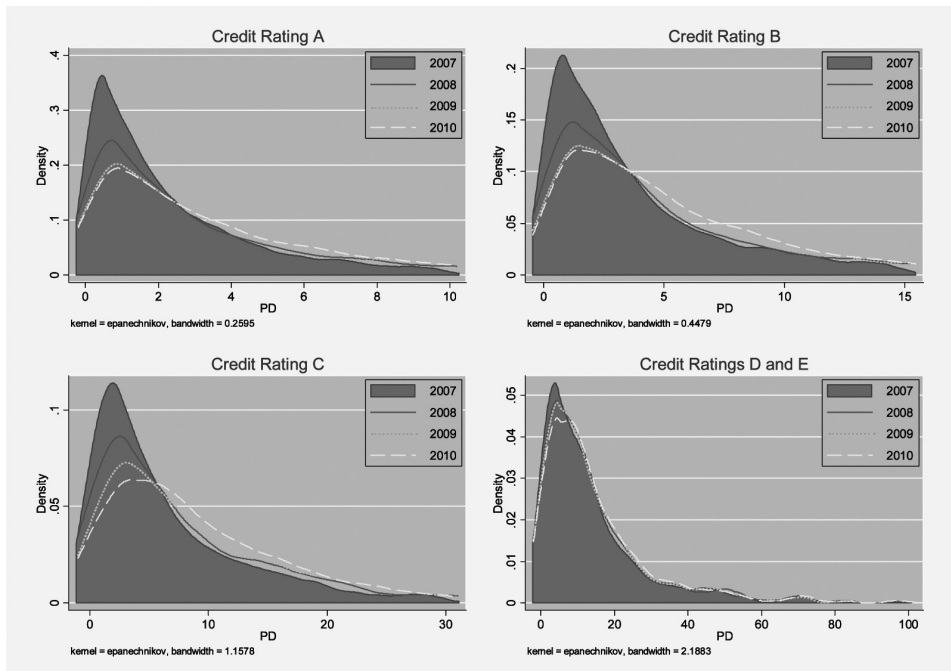 Credit Rating A
.4
.3
.2
.1
0
Density
0 2 4 6 8 10
PD
kernel = epanechnikov, bandwidth = 0.2595
2007
2008
2009
2010
Credit Rating B
.2
.15
.1
.05
0
Density
0 5 10 15
PD
kernel = epanechnikov, bandwidth = 0.4479
2007
2008
2009
2010
Credit Rating C
.1
.05
0
Density
0 10 20 30
PD
kernel = epanechnikov, bandwidth = 1.1578
2007
2008
2009
2010
Credit Ratings D and E
.05
.04
.03
.02
.01
0
Density
0 20 40 60 80 100
PD
kernel = epanechnikov, bandwidth = 2.1883
2007
2008
2009
2010